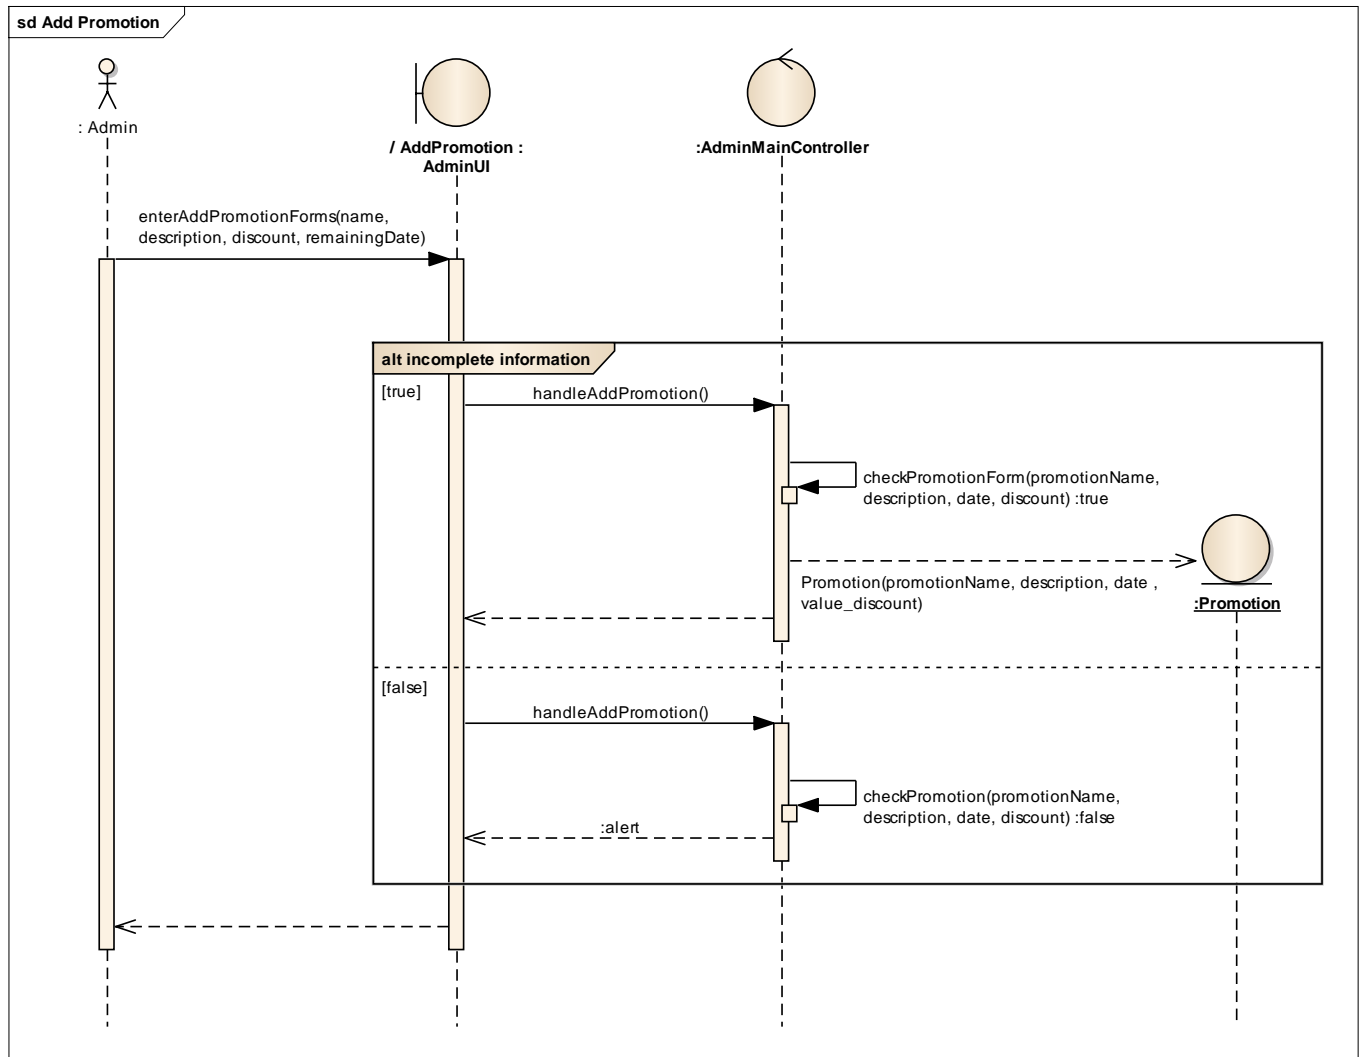 sd Add Promotion
: Admin
/ AddPromotion :
AdminUI
:AdminMainController
enterAddPromotionForms(name,
description, discount, remainingDate)
alt incomplete information
[true]
handleAddPromotion()
checkPromotionForm(promotionName,
description, date, discount) :true
Promotion(promotionName, description, date ,
value_discount)
:Promotion
[false]
handleAddPromotion()
checkPromotion(promotionName,
description, date, discount) :false
:alert